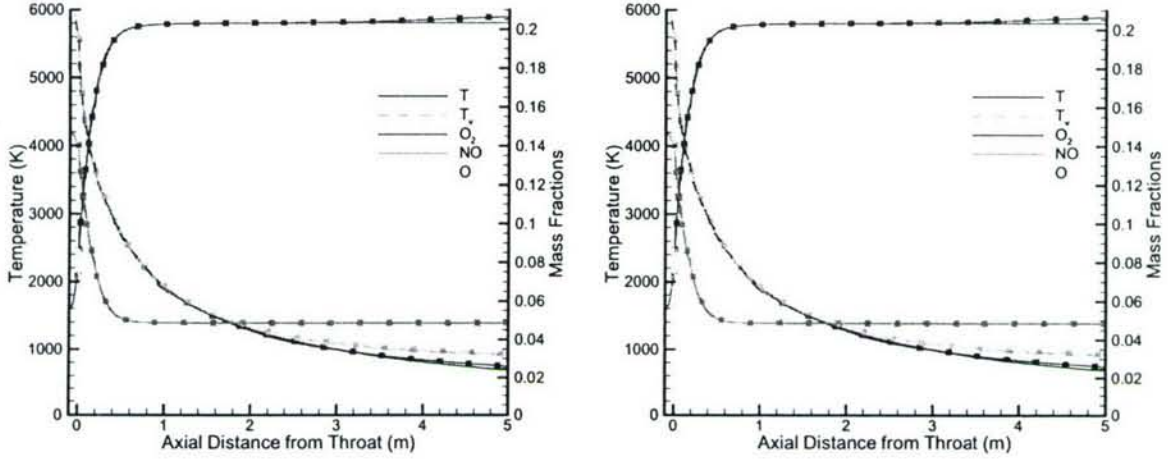 6000
5000
4000
3000
2000
1000
0
Temperature (K)
T
Tᵥ
O₂
NO
O
0.2
0.18
0.16
0.14
0.12
0.1
0.08
0.06
0.04
0.02
0
Mass Fractions
0 1 2 3 4 5
Axial Distance from Throat (m)
6000
5000
4000
3000
2000
1000
0
Temperature (K)
T
Tᵥ
O₂
NO
O
0.2
0.18
0.16
0.14
0.12
0.1
0.08
0.06
0.04
0.02
0
Mass Fractions
0 1 2 3 4 5
Axial Distance from Throat (m)